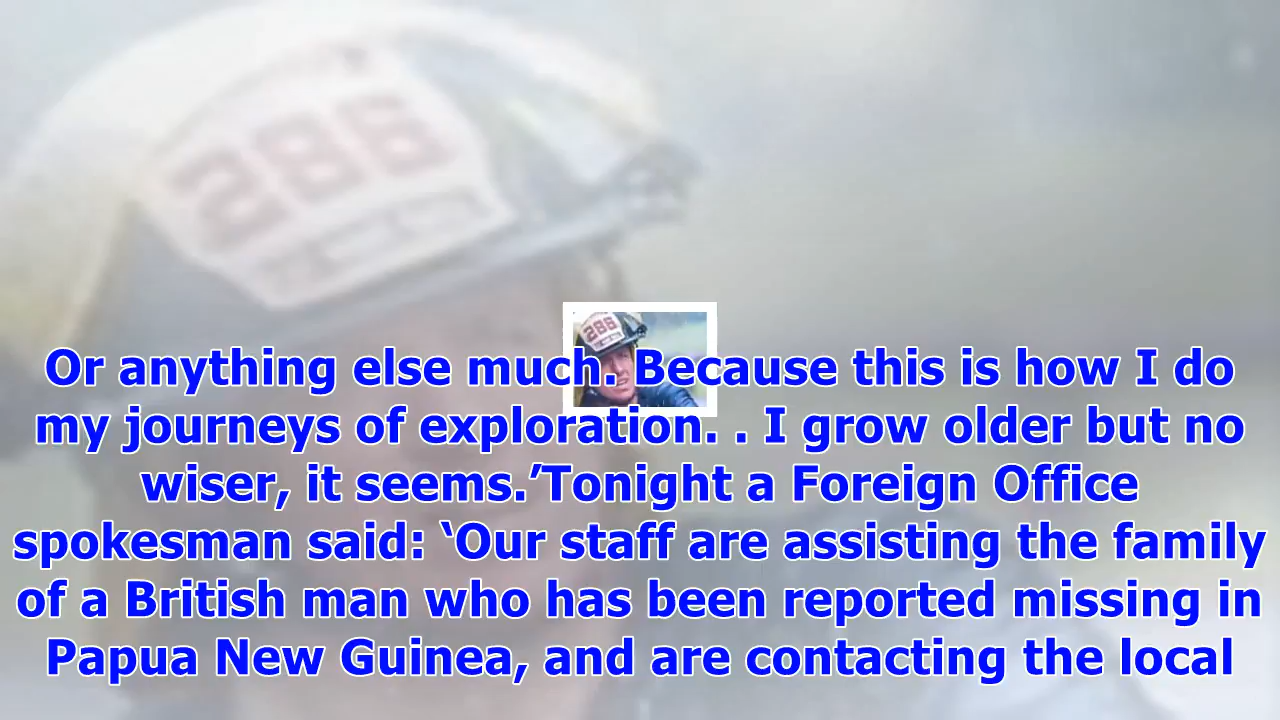 286
286
Or anything else much. Because this is how I do
my journeys of exploration. . I grow older but no
wiser, it seems.’Tonight a Foreign Office
spokesman said: ‘Our staff are assisting the family
of a British man who has been reported missing in
Papua New Guinea, and are contacting the local